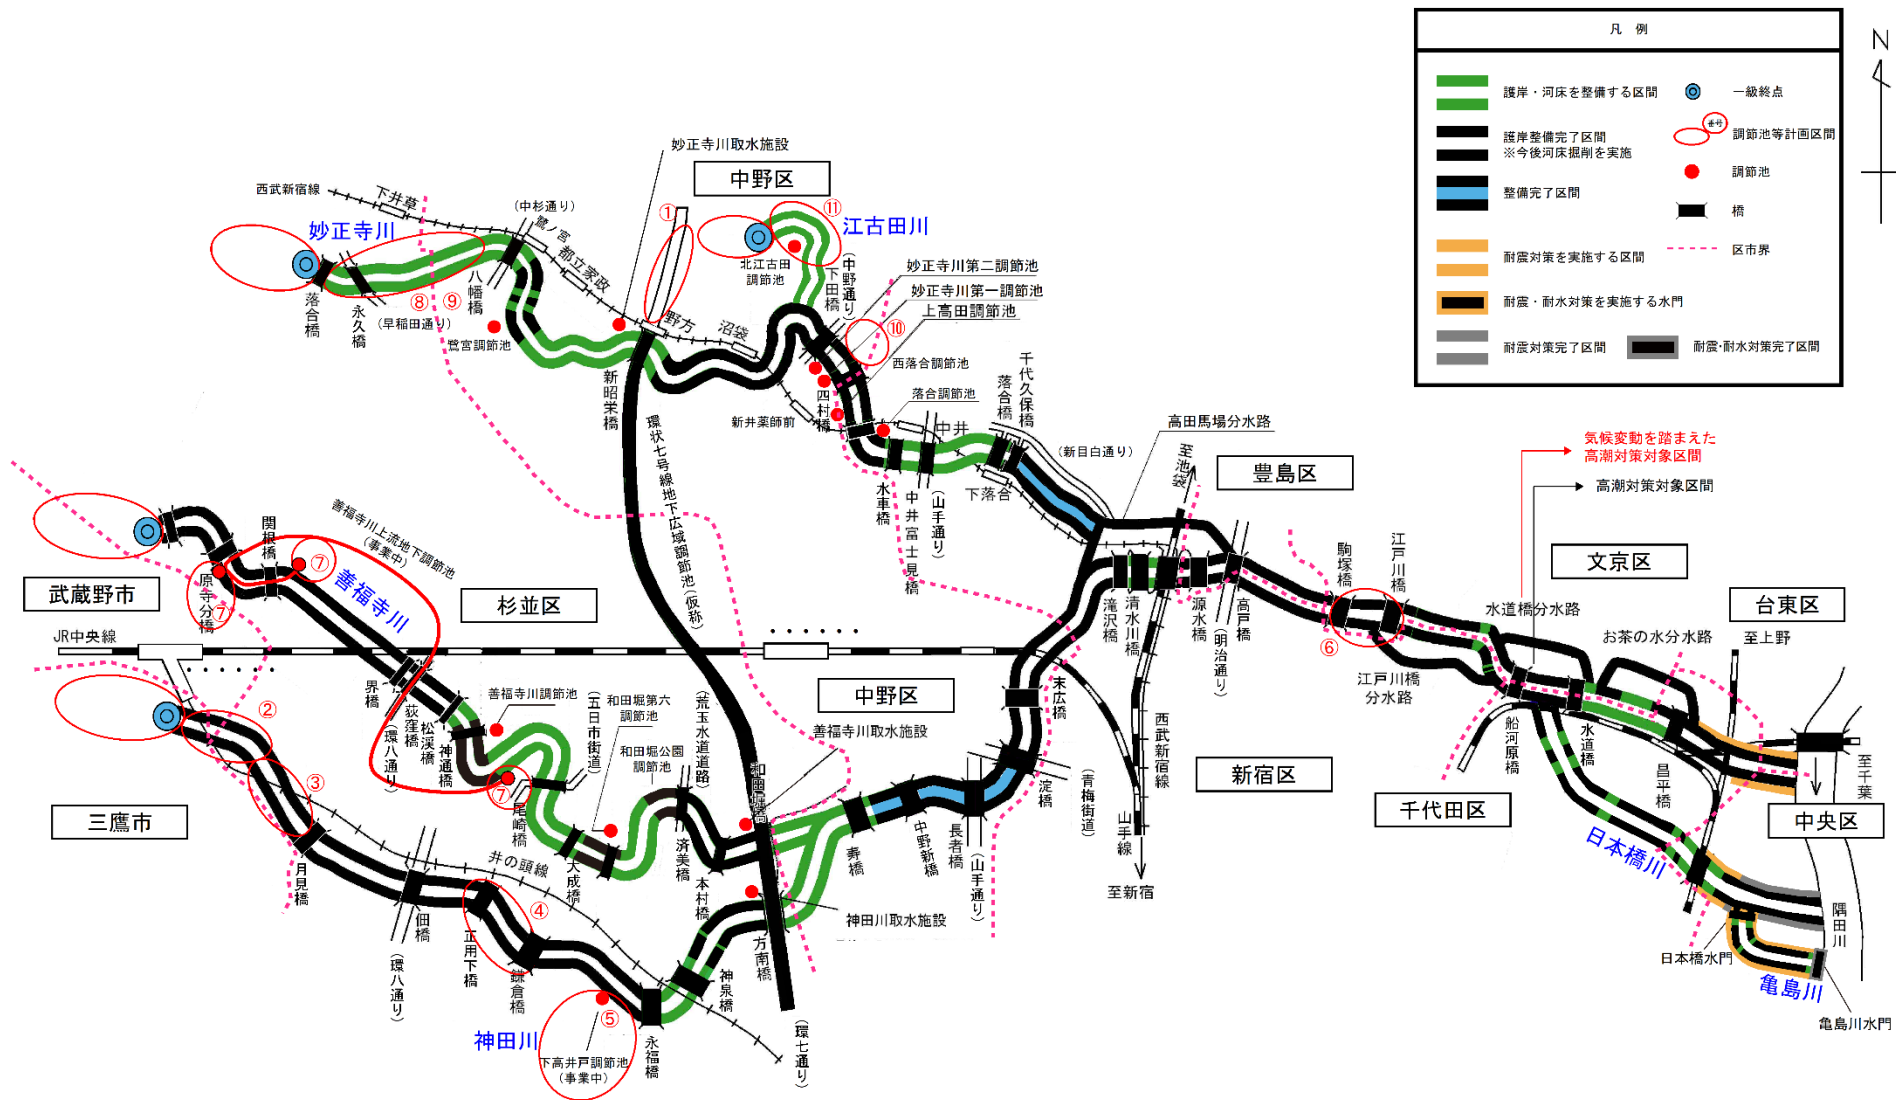 凡 例
護岸・河床を整備する区間
一級終点
護岸整備完了区間
※今後河床掘削を実施
番号
調節池等計画区間
整備完了区間
調節池
橋
耐震対策を実施する区間
区市界
耐震・耐水対策を実施する水門
耐震対策完了区間
耐震・耐水対策完了区間
N
妙正寺川取水施設
中野区
西武新宿線
下井草
(中杉通り)
鷺ノ宮
都立家政
妙正寺川
①
⑪
江古田川
北江古田
調節池
下田橋
(中野通り)
妙正寺川第二調節池
妙正寺川第一調節池
上高田調節池
落合橋
永久橋
⑧
⑨
(早稲田通り)
八幡橋
鷺宮調節池
野方
沼袋
⑩
西落合調節池
新昭栄橋
新井薬師前
四村橋
落合調節池
中井
落合橋
千代久保橋
(新目白通り)
高田馬場分水路
至池袋
豊島区
気候変動を踏まえた
高潮対策対象区間
高潮対策対象区間
環状七号線地下広域調節池(仮称)
水車橋
中井富士見橋
(山手通り)
下落合
善福寺川上流地下調節池
(事業中)
関根橋
⑦
原寺分橋
⑦
善福寺川
武蔵野市
杉並区
滝沢橋
清水川橋
源水橋
(明治通り)
高戸橋
駒塚橋
江戸川橋
⑥
江戸川橋
分水路
文京区
水道橋分水路
お茶の水分水路
台東区
至上野
JR中央線
界橋
荻窪橋
松渓橋
(環八通り)
神通橋
善福寺川調節池
(五日市街道)
和田堀第六
調節池
和田堀公園
調節池
(荒玉水道道路)
中野区
善福寺川取水施設
和田堀橋
末広橋
淀橋
(青梅街道)
西武新宿線
山手線
至新宿
新宿区
船河原橋
水道橋
昌平橋
至千葉
中央区
千代田区
日本橋川
②
③
三鷹市
月見橋
井の頭線
⑦
尾崎橋
大成橋
済美橋
本村橋
寿橋
中野新橋
長者橋
(山手通り)
佃橋
(環八通り)
正用下橋
④
鎌倉橋
神田川
⑤
下高井戸調節池
(事業中)
永福橋
神泉橋
方南橋
神田川取水施設
(環七通り)
隅田川
日本橋水門
亀島川
亀島川水門